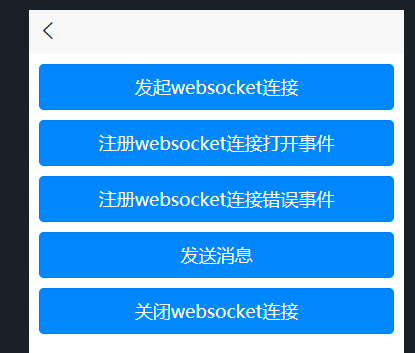 发起websocket连接
注册websocket连接打开事件
注册websocket连接错误事件
发送消息
关闭websocket连接